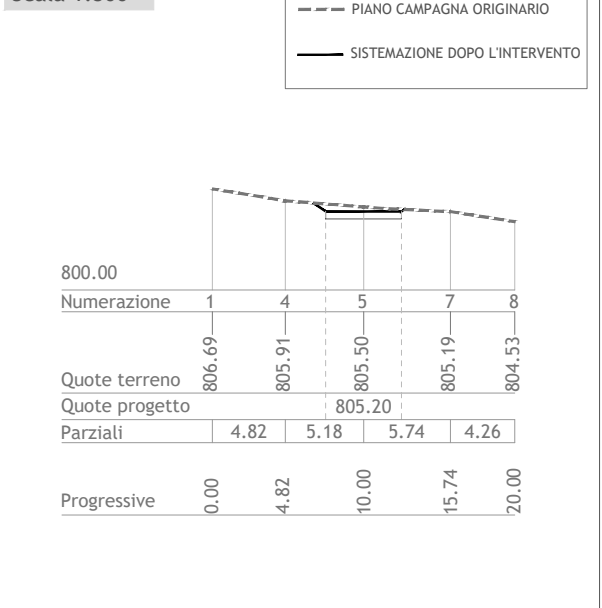 PIANO CAMPAGNA ORIGINARIO
SISTEMAZIONE DOPO L'INTERVENTO
800.00
Numerazione 1 4 5 7 8
Quote terreno 806.69 805.91 805.50 805.19 804.53
Quote progetto 805.20
Parziali 4.82 5.18 5.74 4.26
Progressive 0.00 4.82 10.00 15.74 20.00